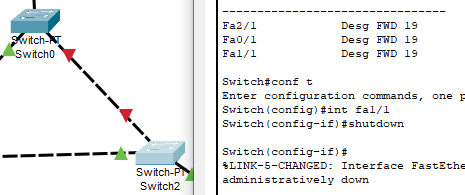 Switch-PT
Switch0
Switch-PT
Switch2
--------------------------------
Fa2/1 Desg FWD 19
Fa0/1 Desg FWD 19
Fa1/1 Desg FWD 19
Switch#conf t
Enter configuration commands, one p
Switch(config)#int fa1/1
Switch(config-if)#shutdown
Switch(config-if)#
%LINK-5-CHANGED: Interface FastEthe
administratively down